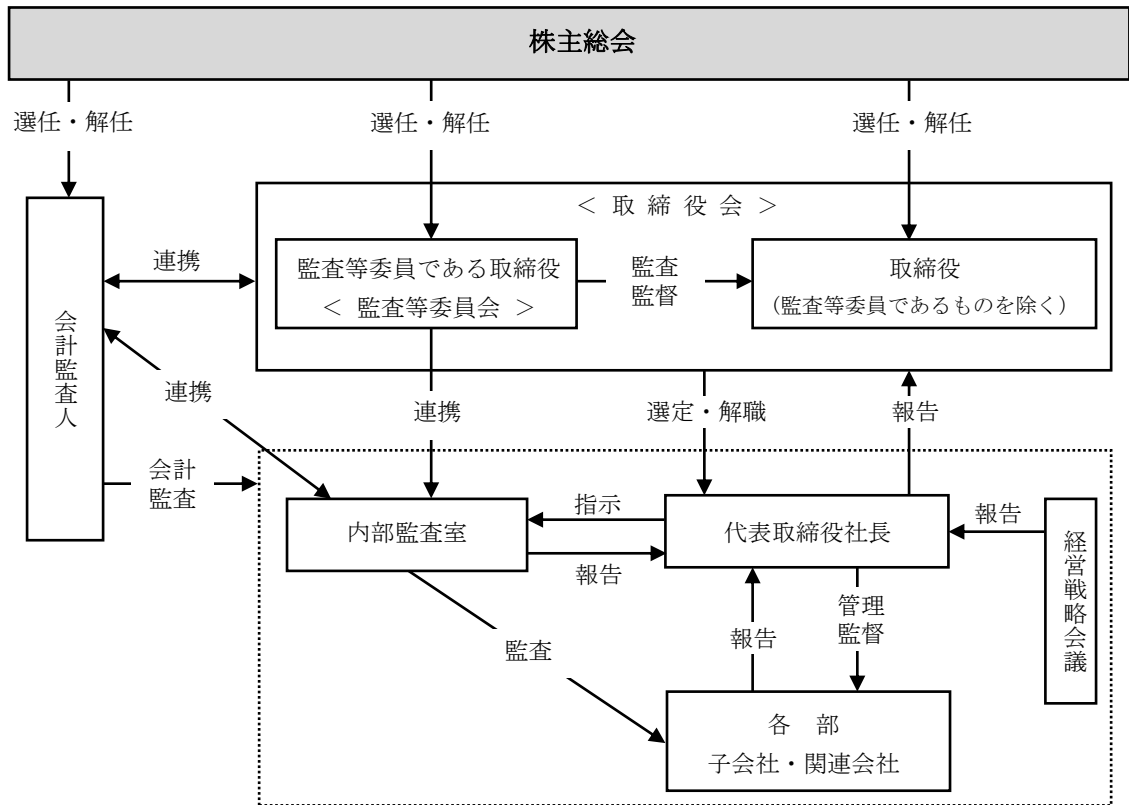 株主総会
選任・解任
選任・解任
選任・解任
＜ 取 締 役 会 ＞
連携
監査等委員である取締役
＜ 監査等委員会 ＞
監査
監督
取締役
（監査等委員であるものを除く）
会計監査人
連携
連携
選定・解職
報告
会計
監査
内部監査室
指示
報告
代表取締役社長
報告
経営戦略会議
監査
報告
管理
監督
各　部
子会社・関連会社